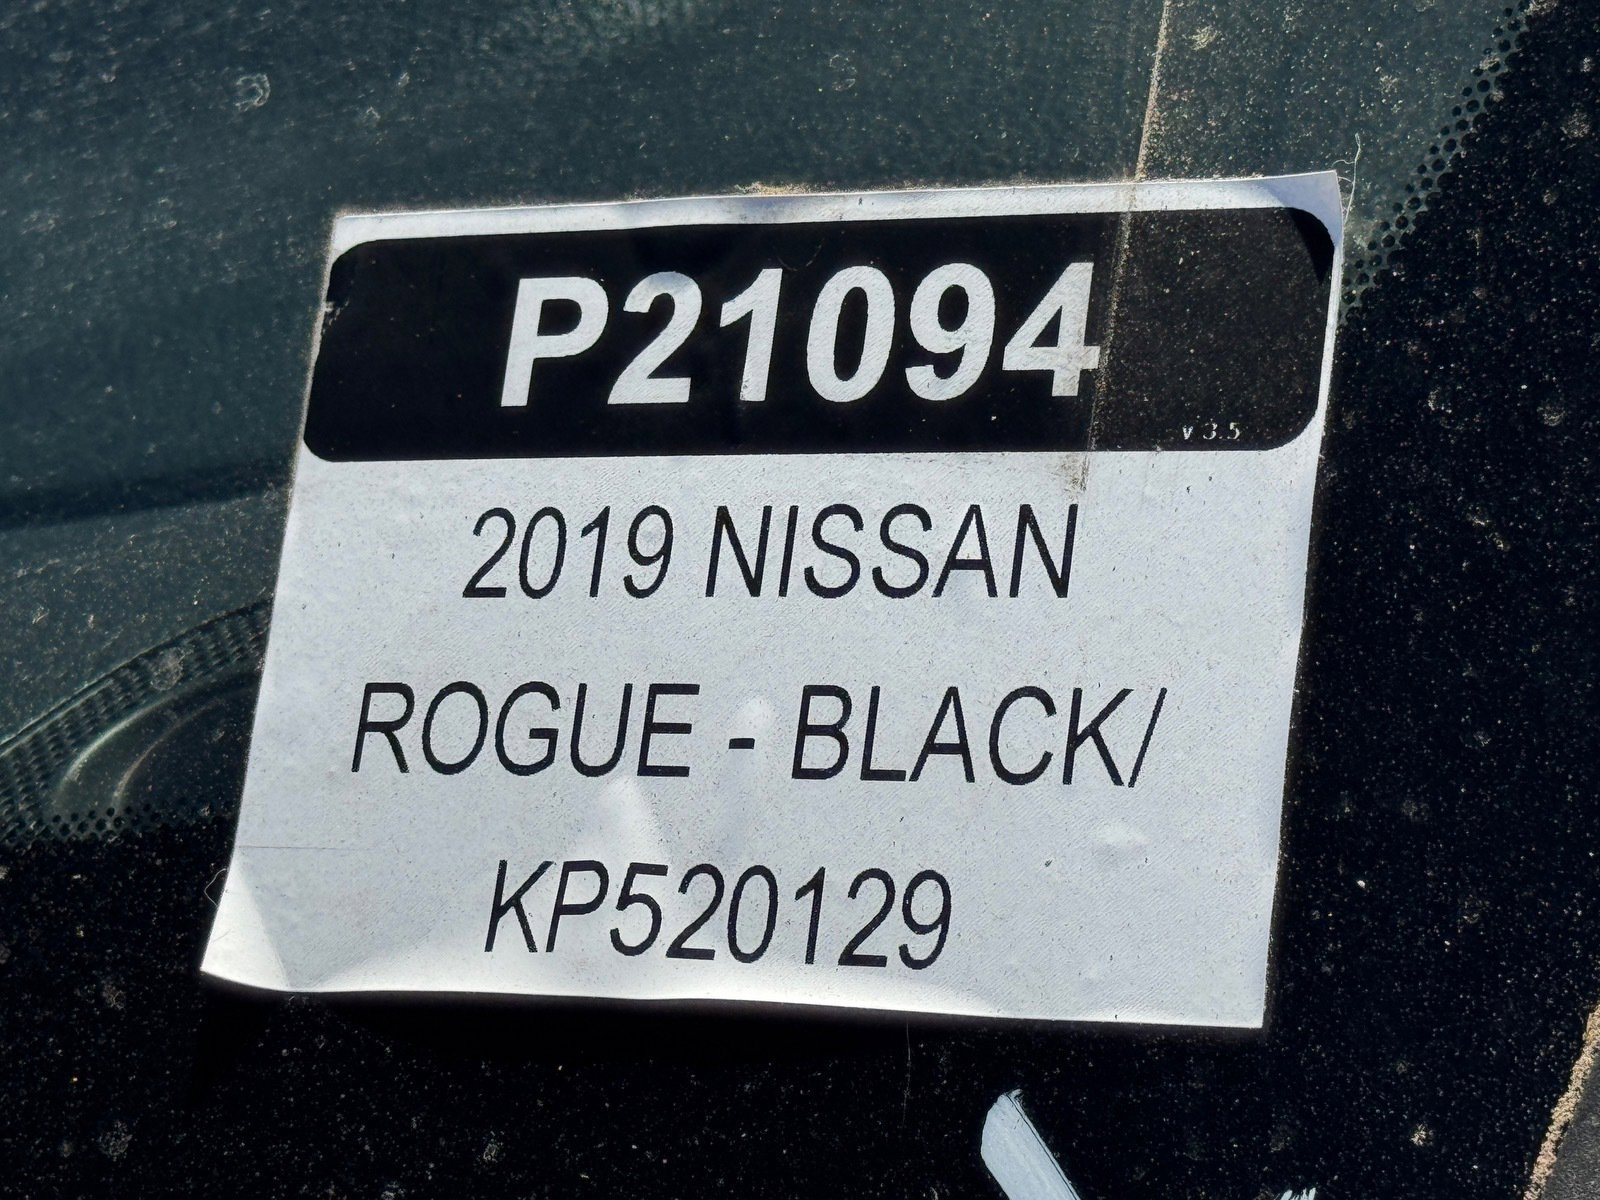 P21094
v 3.5
2019 NISSAN
ROGUE - BLACK/
KP520129